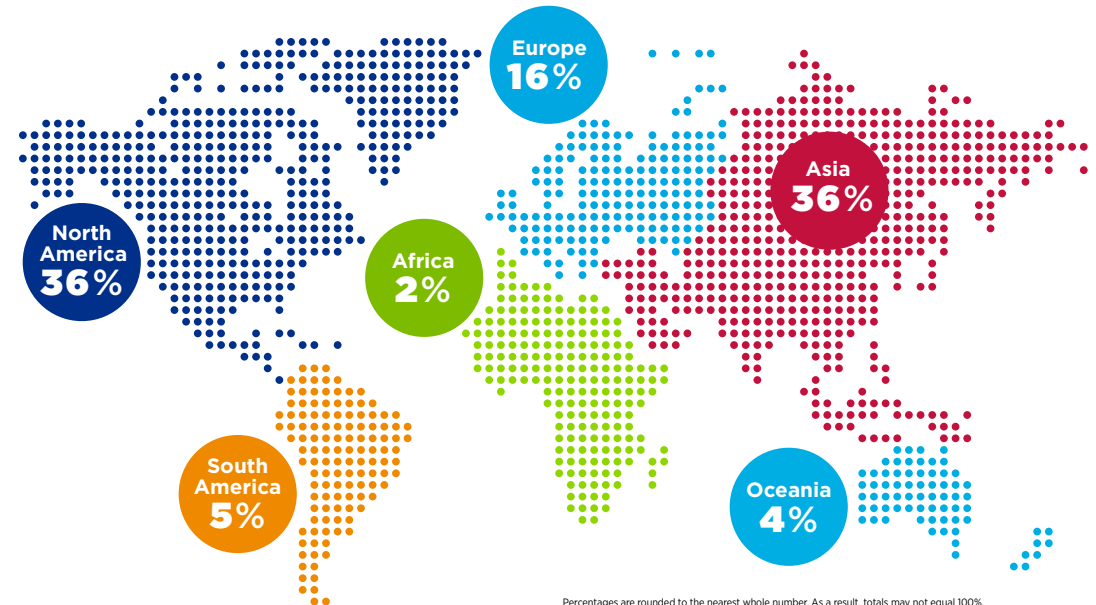 Europe
16%
Asia
36%
North
America
36%
Africa
2%
South
America
5%
Oceania
4%
Percentages are rounded to the nearest whole number. As a result, totals may not equal 100%.